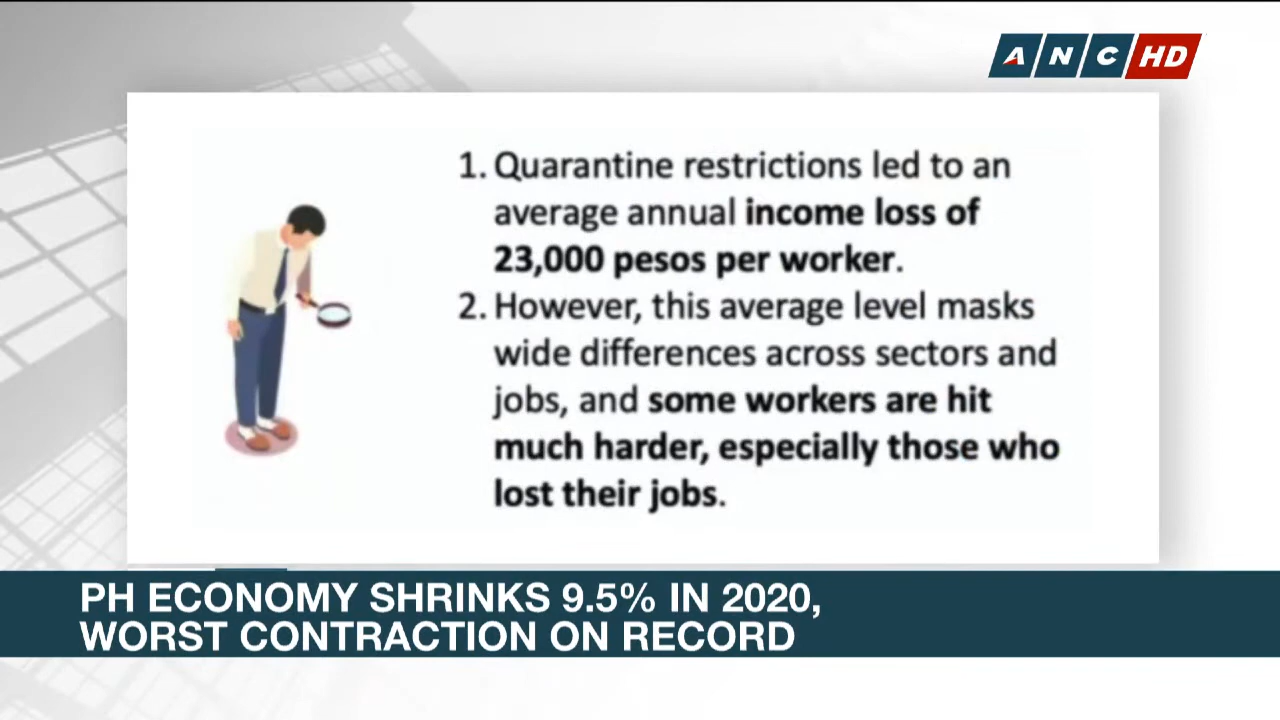 ANC HD
1. Quarantine restrictions led to an
average annual income loss of
23,000 pesos per worker.
2. However, this average level masks
wide differences across sectors and
jobs, and some workers are hit
much harder, especially those who
lost their jobs.
PH ECONOMY SHRINKS 9.5% IN 2020,
WORST CONTRACTION ON RECORD